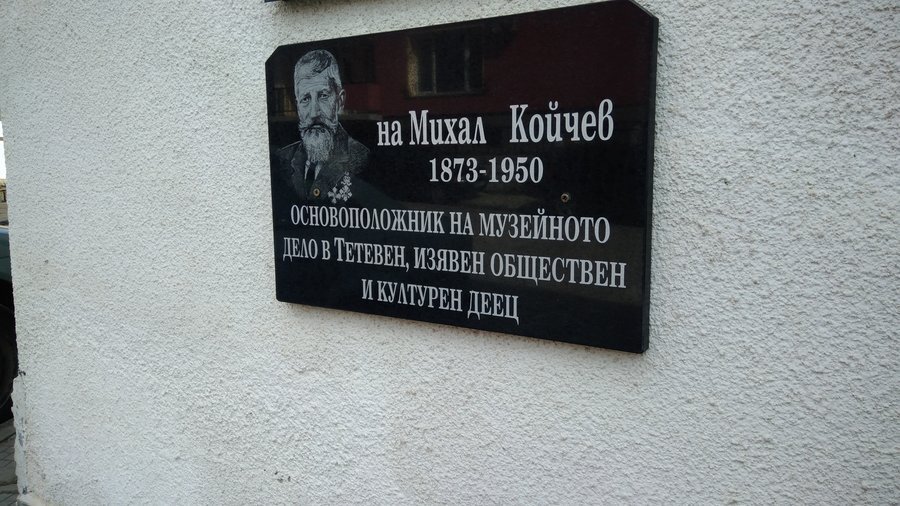 на Михал Койчев
1873-1950
ОСНОВОПОЛОЖНИК НА МУЗЕЙНОТО
ДЕЛО В ТЕТЕВЕН, ИЗЯВЕН ОБЩЕСТВЕН
И КУЛТУРЕН ДЕЕЦ